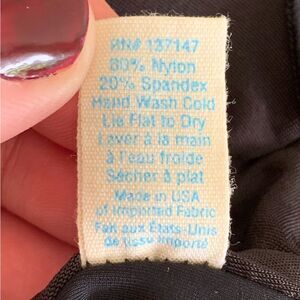 RN# 137147
80% Nylon
20% Spandex
Hand Wash Cold
Lie Flat to Dry
Laver à la main
à l'eau froide
Sécher à plat
Made in USA
of Imported Fabric
Fait aux États-Unis
de tissu importé